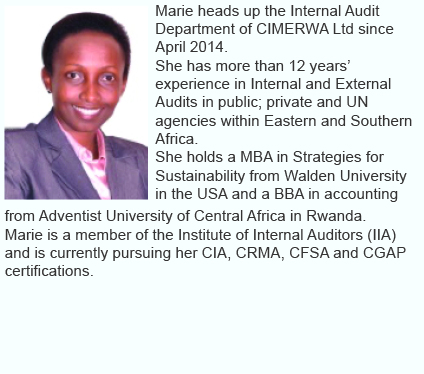 Marie heads up the Internal Audit
Department of CIMERWA Ltd since
April 2014.
She has more than 12 years’
experience in Internal and External
Audits in public; private and UN
agencies within Eastern and Southern
Africa.
She holds a MBA in Strategies for
Sustainability from Walden University
in the USA and a BBA in accounting
from Adventist University of Central Africa in Rwanda.
Marie is a member of the Institute of Internal Auditors (IIA)
and is currently pursuing her CIA, CRMA, CFSA and CGAP
certifications.